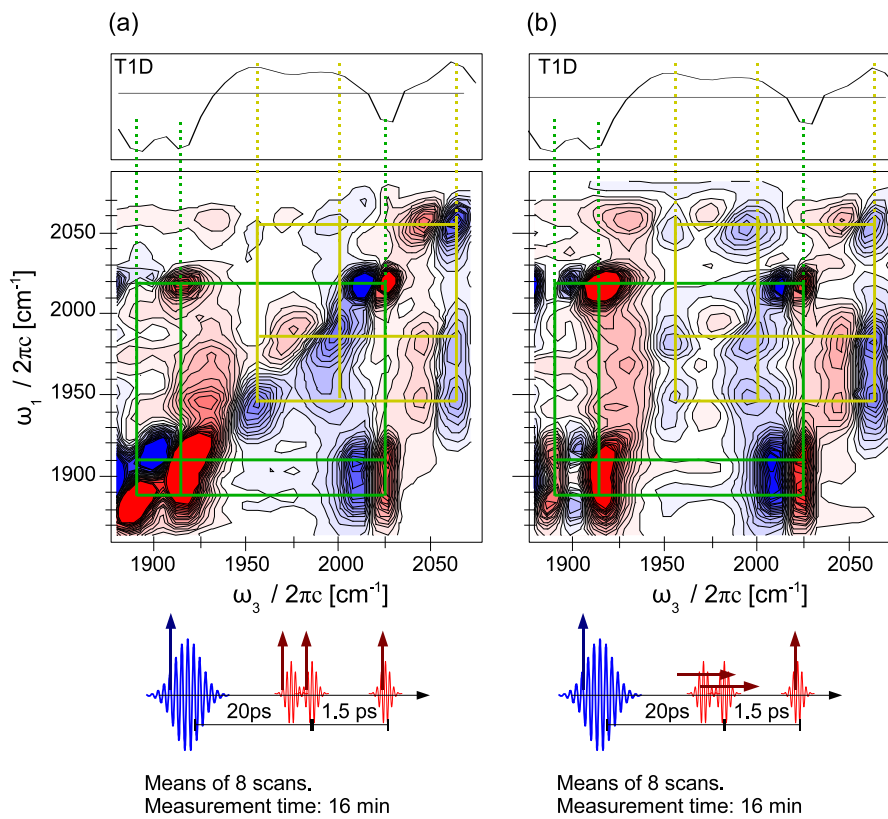 (a)
(b)
T1D
T1D
ω1 / 2πc [cm-1]
2050
2000
1950
1900
1900 1950 2000 2050
1900 1950 2000 2050
ω3 / 2πc [cm-1]
ω3 / 2πc [cm-1]
20ps 1.5 ps
20ps 1.5 ps
Means of 8 scans.
Measurement time: 16 min
Means of 8 scans.
Measurement time: 16 min